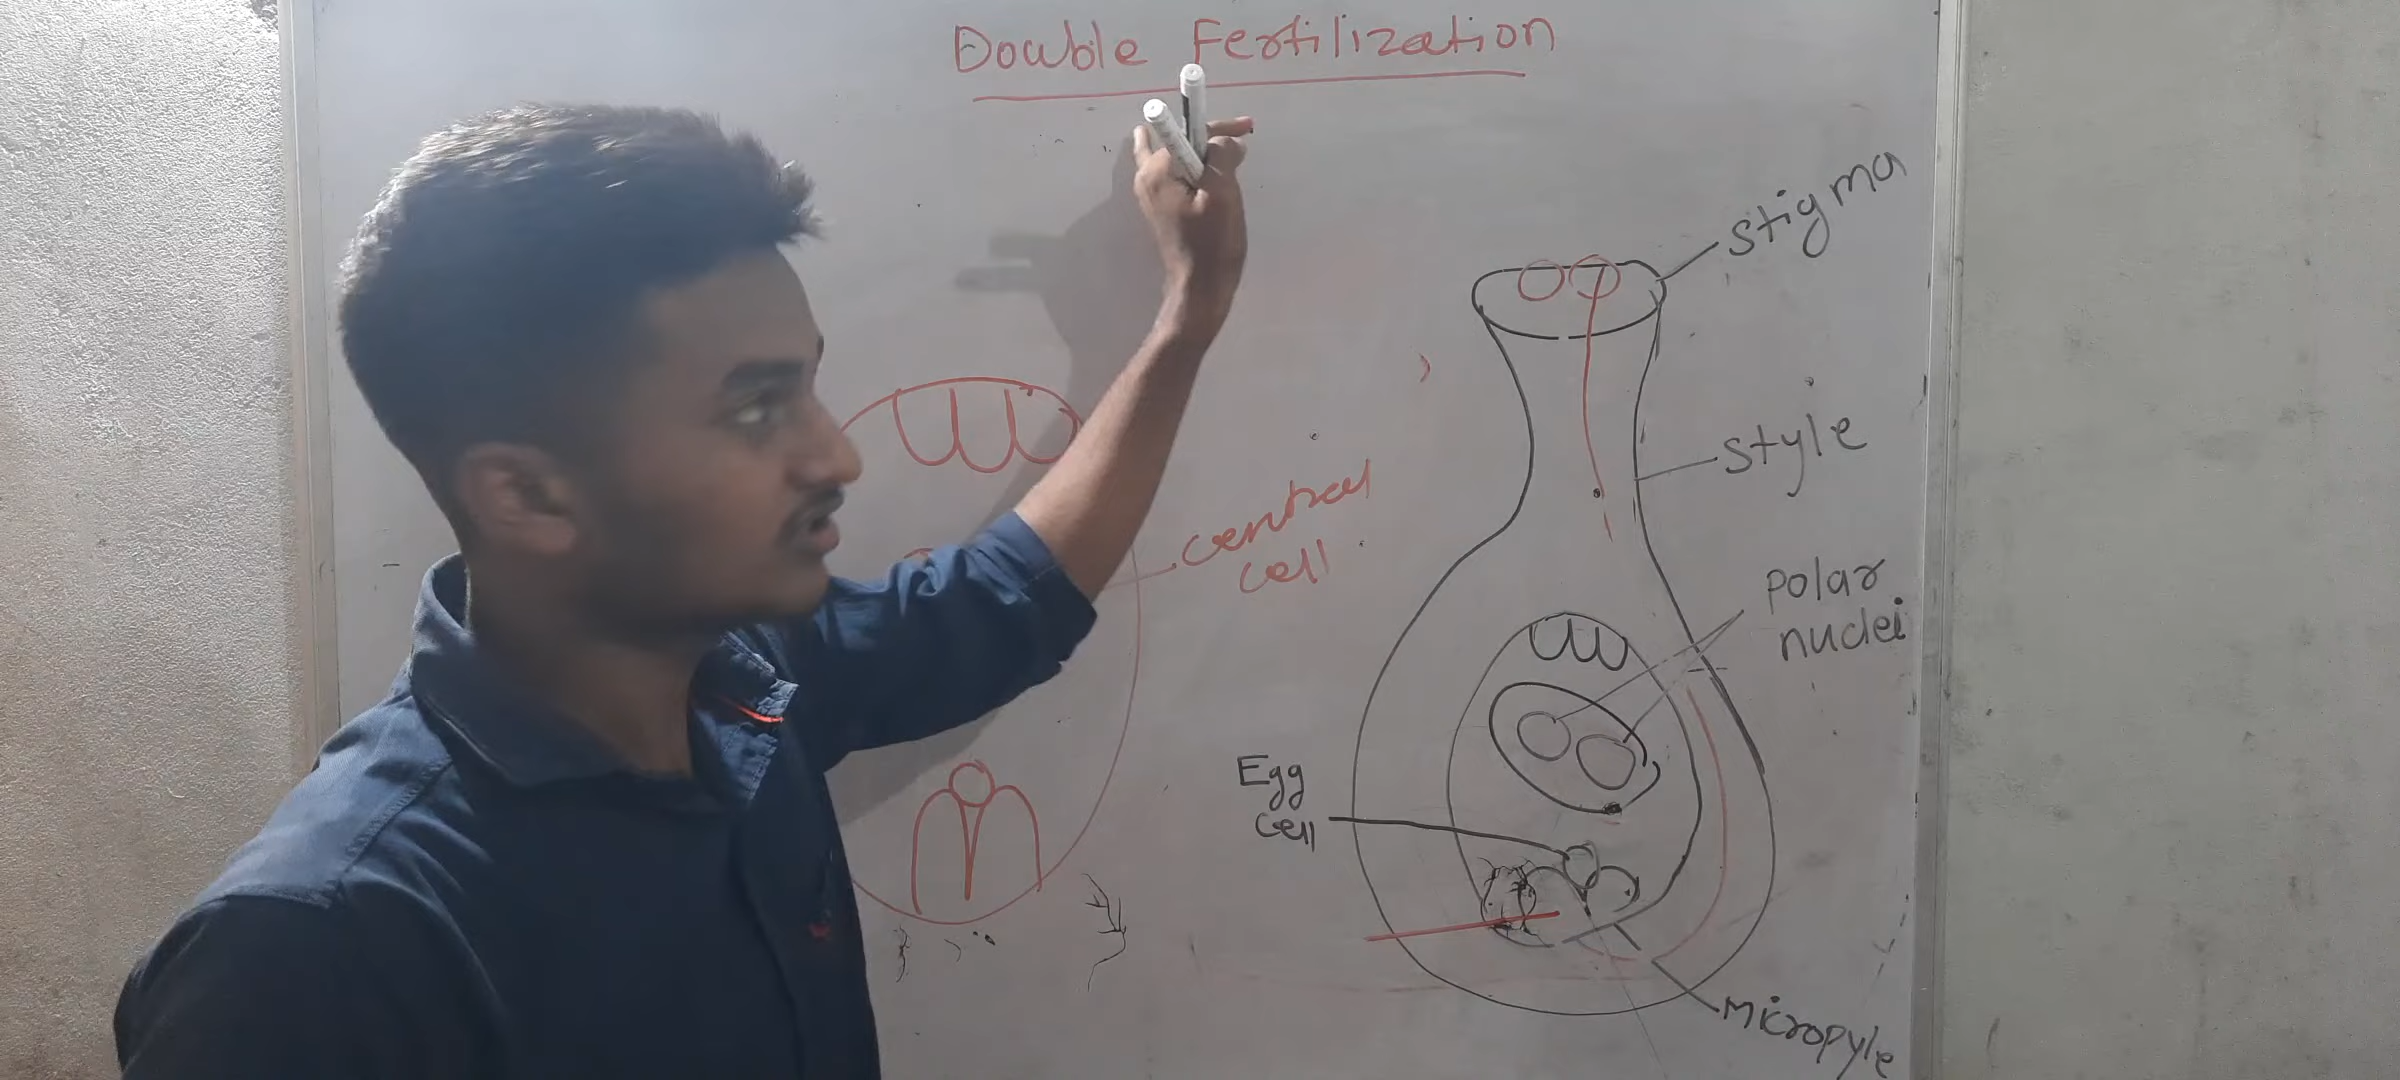 Double Fertilization
Stigma
style
central
cell
polar
nuclei
Egg
cell
Micropyle